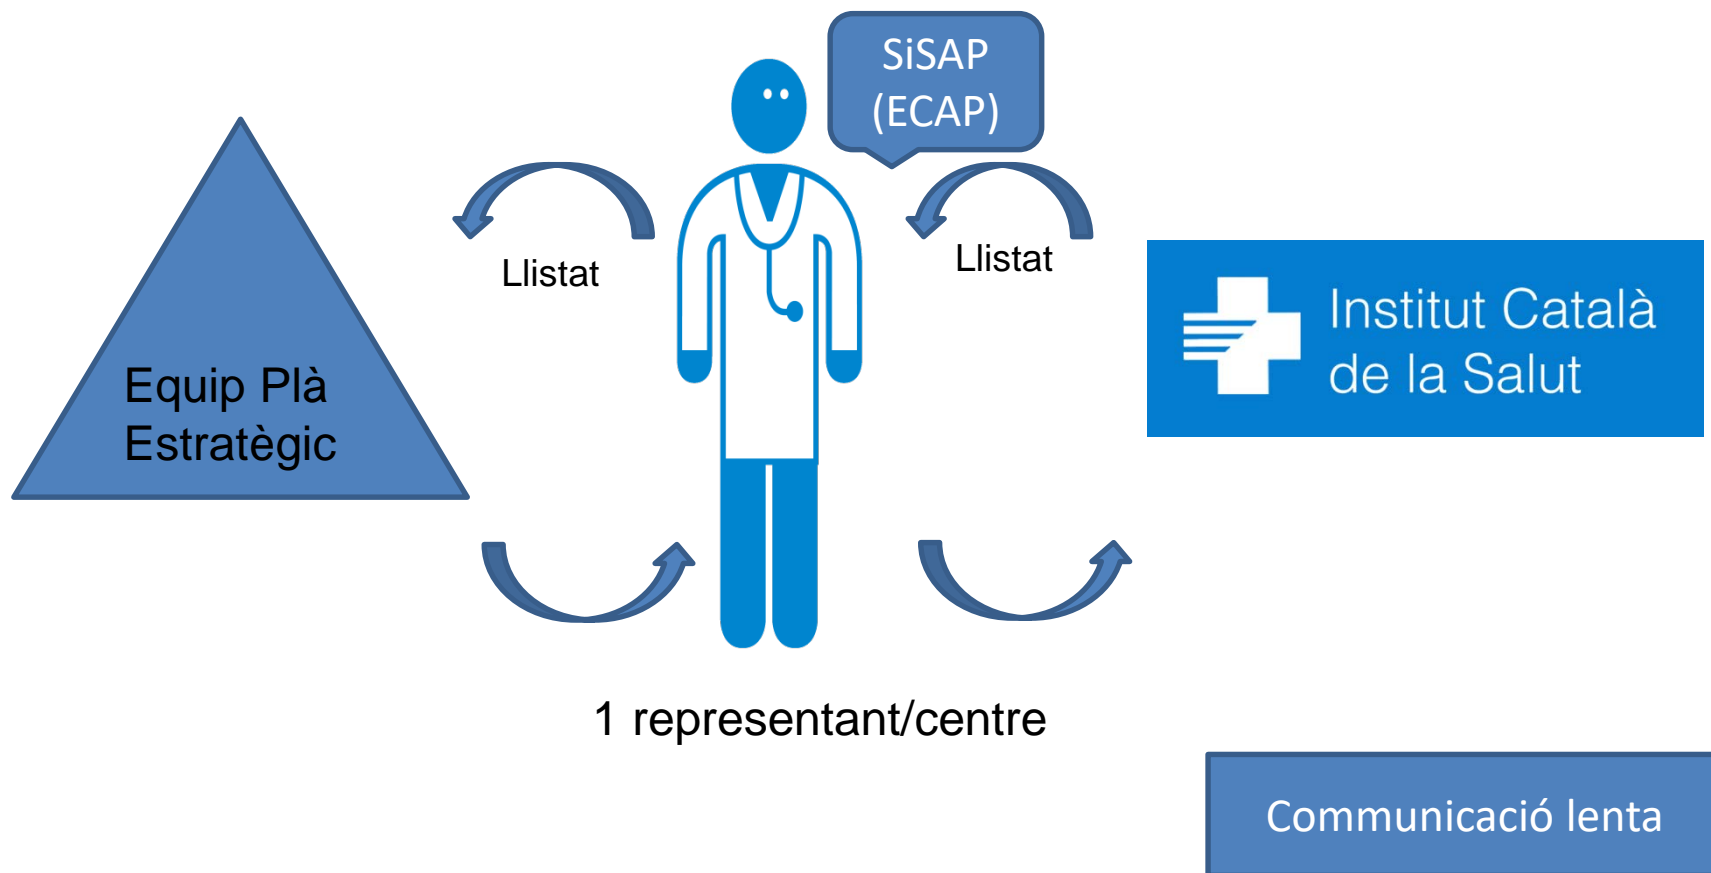 SiSAP
(ECAP)
Llistat
Llistat
Institut Català
de la Salut
Equip Plà
Estratègic
1 representant/centre
Communicació lenta